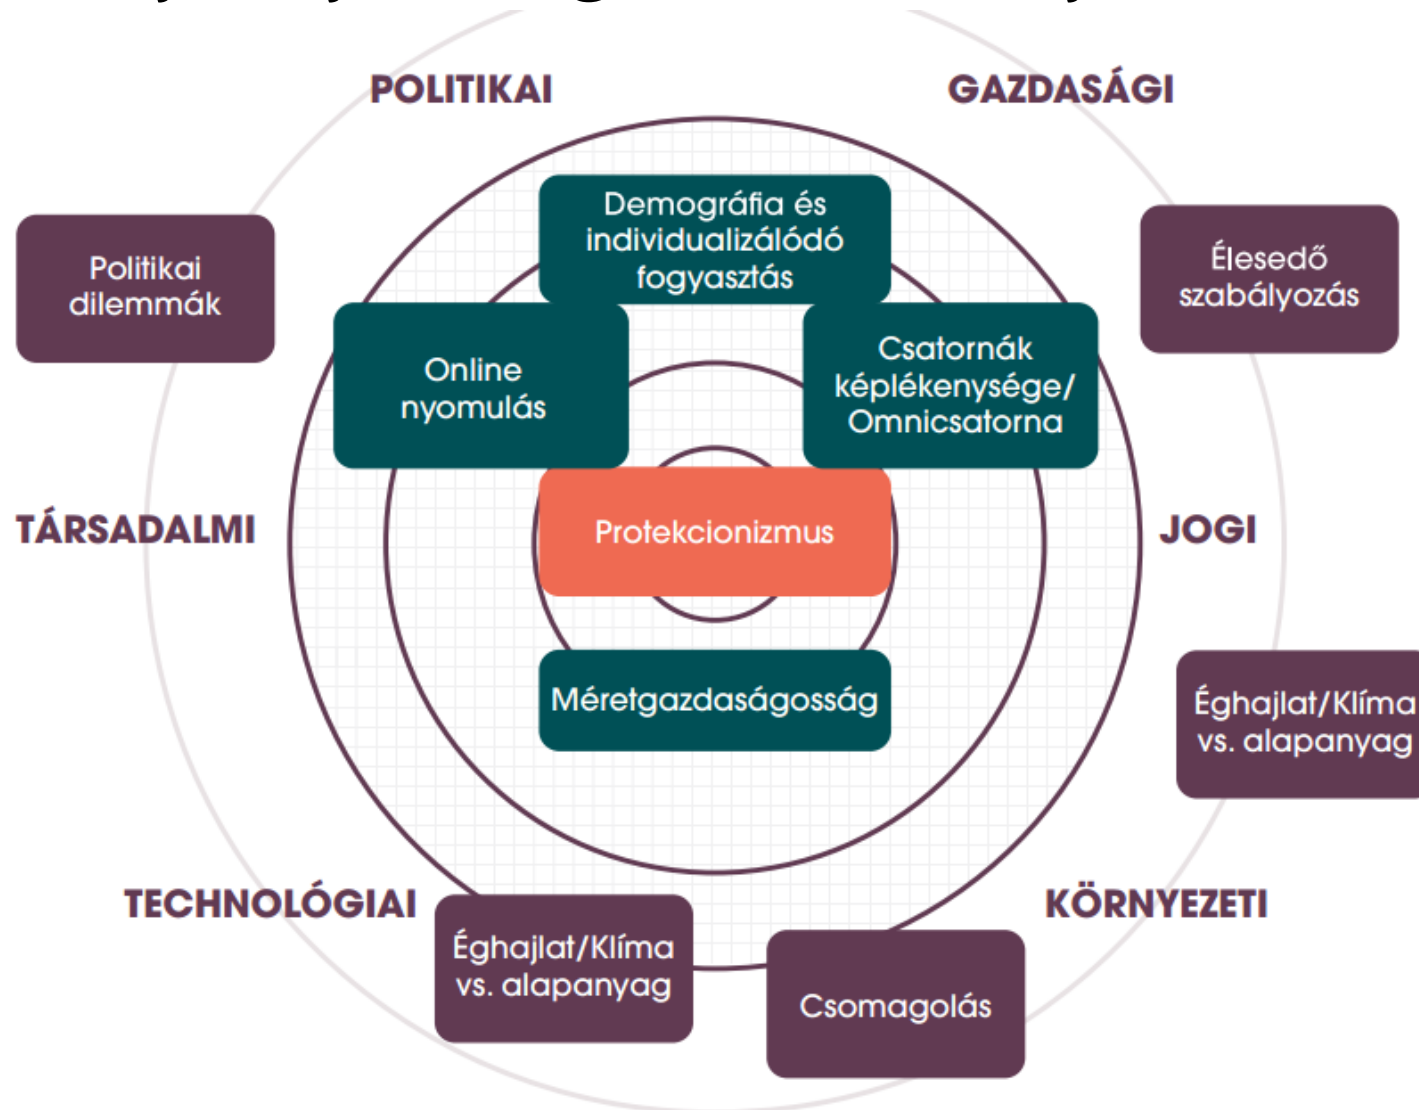 POLITIKAI
GAZDASÁGI
Demográfia és
individualizálódó
fogyasztás
Politikai
dilemmák
Élesedő
szabályozás
Online
nyomulás
Csatornák
képlékenysége/
Omnicsatorna
TÁRSADALMI
Protekcionizmus
JOGI
Méretgazdaságosság
Éghajlat/Klíma
vs. alapanyag
TECHNOLÓGIAI
KÖRNYEZETI
Éghajlat/Klíma
vs. alapanyag
Csomagolás